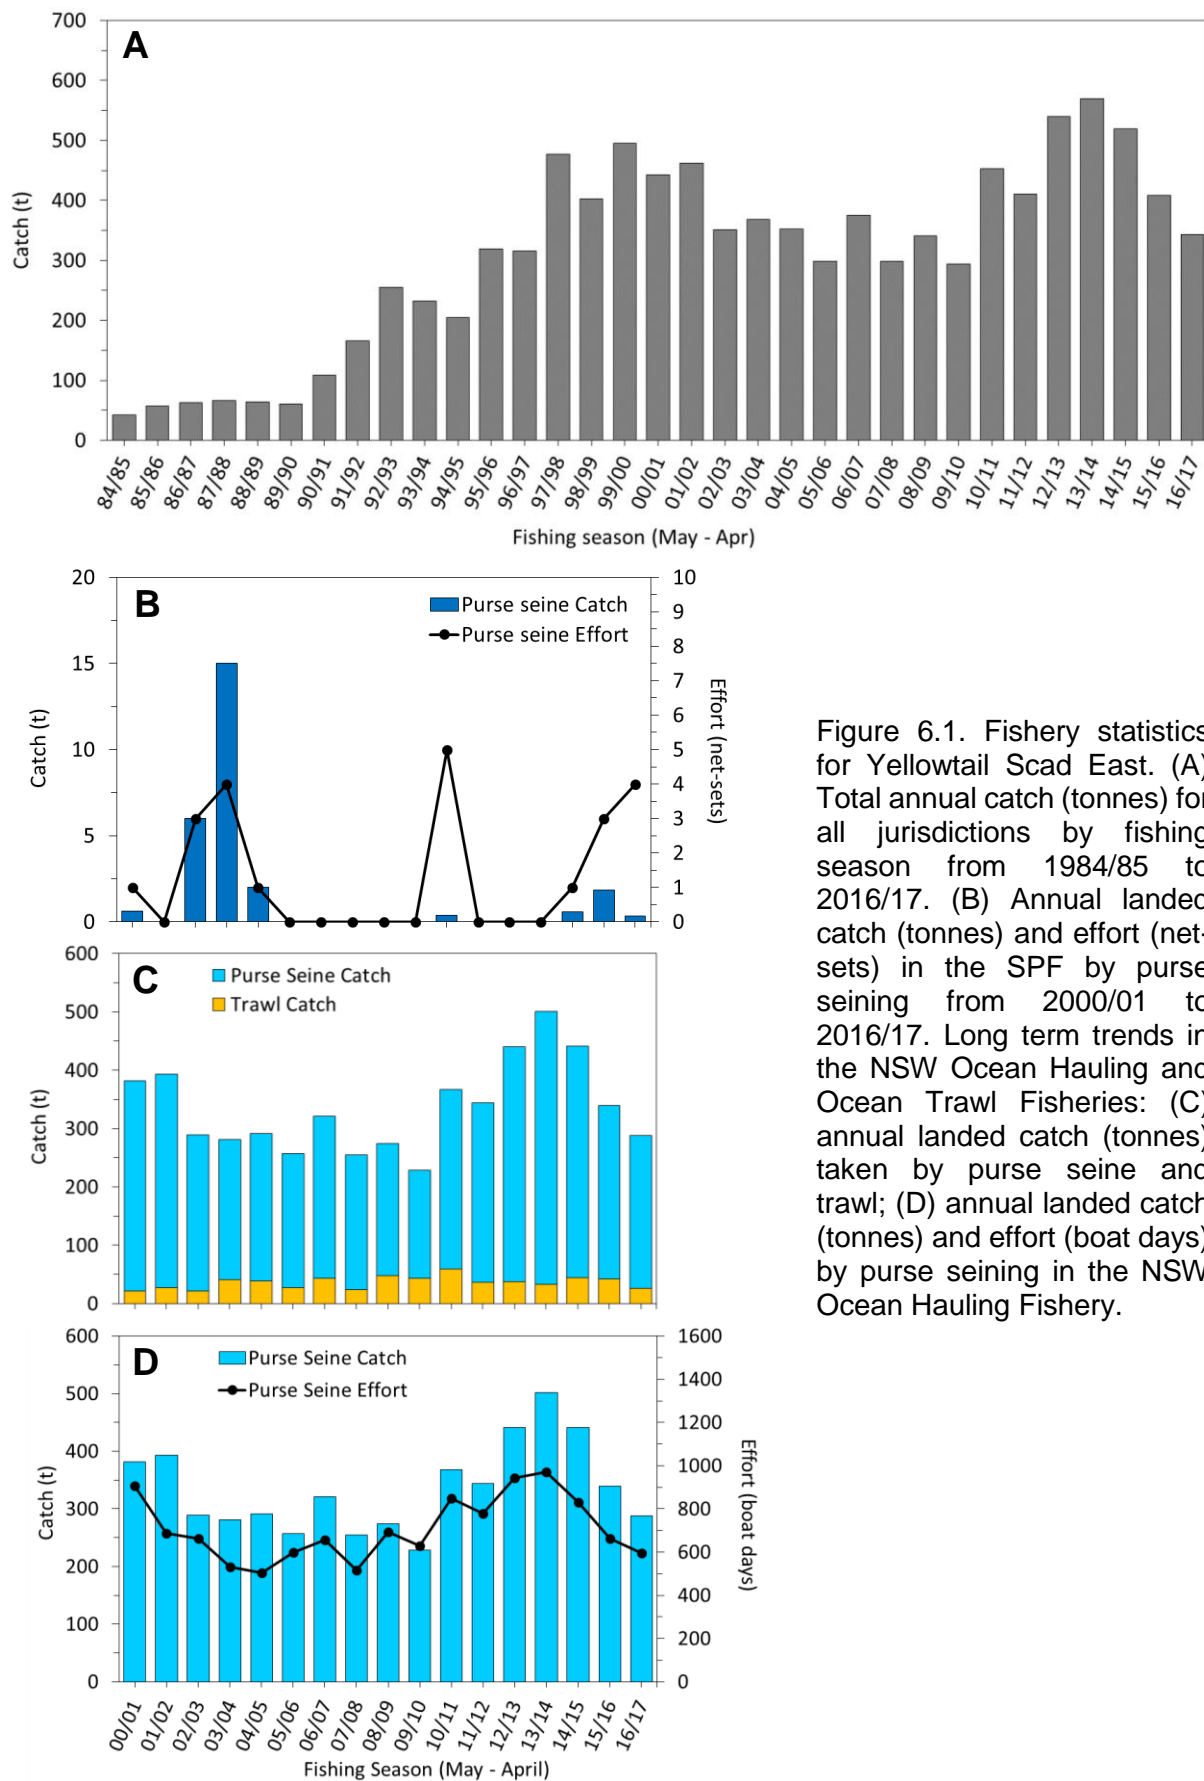 A
700
600
500
400
300
200
100
0
Catch (t)
84/85
85/86
86/87
87/88
88/89
89/90
90/91
91/92
92/93
93/94
94/95
95/96
96/97
97/98
98/99
99/00
00/01
01/02
02/03
03/04
04/05
05/06
06/07
07/08
08/09
09/10
10/11
11/12
12/13
13/14
14/15
15/16
16/17
Fishing season (May - Apr)
B
Purse seine Catch
Purse seine Effort
20
15
10
5
0
Catch (t)
10
9
8
7
6
5
4
3
2
1
0
Effort (net-sets)
C
Purse Seine Catch
Trawl Catch
600
500
400
300
200
100
0
Catch (t)
D
Purse Seine Catch
Purse Seine Effort
600
500
400
300
200
100
0
Catch (t)
1600
1400
1200
1000
800
600
400
200
0
Effort (boat days)
00/01
01/02
02/03
03/04
04/05
05/06
06/07
07/08
08/09
09/10
10/11
11/12
12/13
13/14
14/15
15/16
16/17
Fishing Season (May - April)
Figure 6.1. Fishery statistics
for Yellowtail Scad East. (A)
Total annual catch (tonnes) for
all jurisdictions by fishing
season from 1984/85 to
2016/17. (B) Annual landed
catch (tonnes) and effort (net-
sets) in the SPF by purse
seining from 2000/01 to
2016/17. Long term trends in
the NSW Ocean Hauling and
Ocean Trawl Fisheries: (C)
annual landed catch (tonnes)
taken by purse seine and
trawl; (D) annual landed catch
(tonnes) and effort (boat days)
by purse seining in the NSW
Ocean Hauling Fishery.